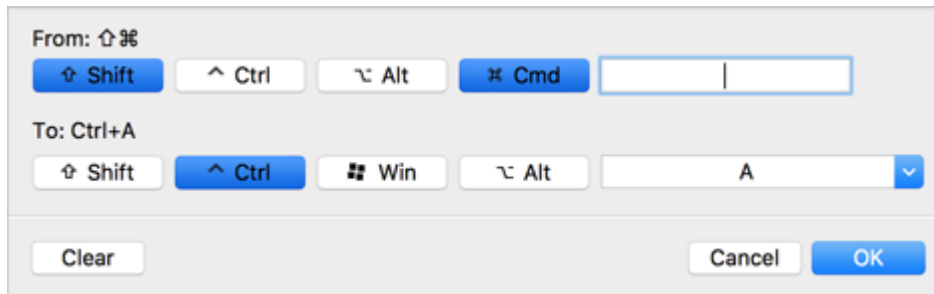 From: ⇧⌘
⇧ Shift ^ Ctrl ⌥ Alt ⌘ Cmd
To: Ctrl+A
⇧ Shift ^ Ctrl Win ⌥ Alt A
Clear Cancel OK